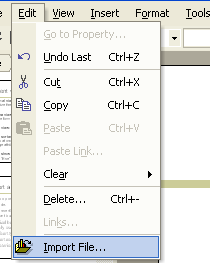 Edit View Insert Format Tools
Go to Property...
Undo Last Ctrl+Z
Cut Ctrl+X
Copy Ctrl+C
Paste Ctrl+V
Paste Link...
Clear
Delete... Ctrl+-
Links...
Import File...